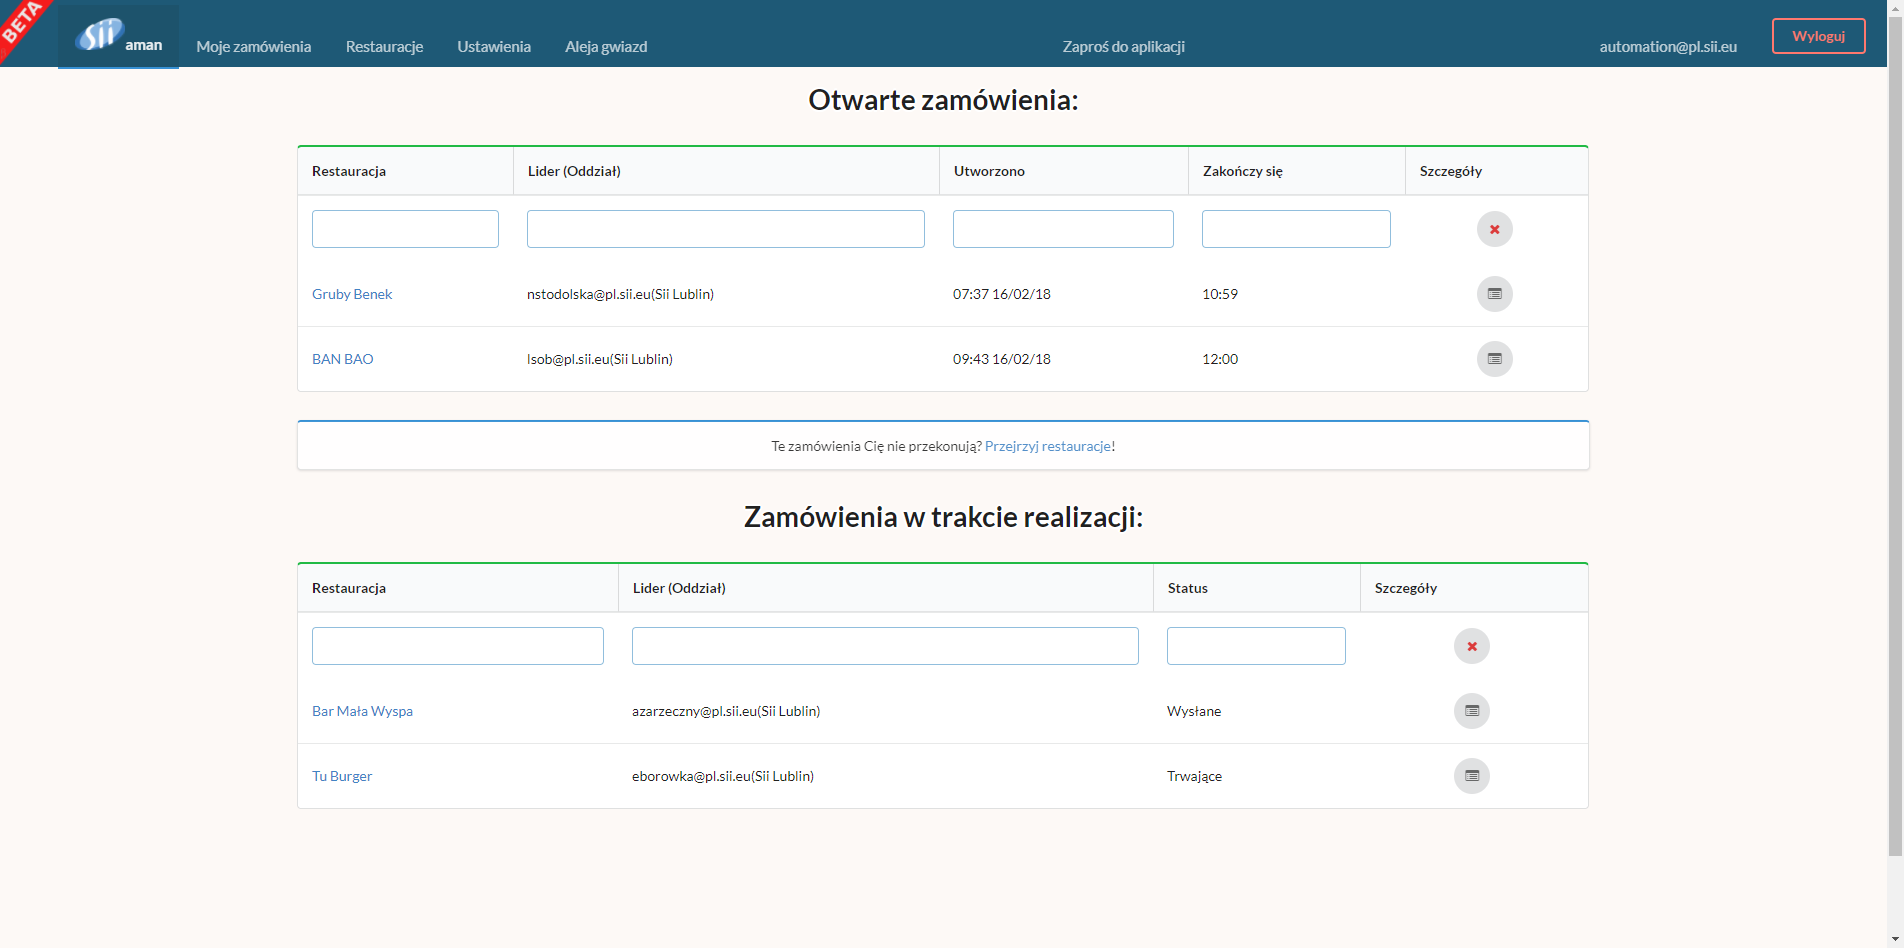 BETA
Sii aman Moje zamówienia Restauracje Ustawienia Aleja gwiazd Zaproś do aplikacji automation@pl.sii.eu Wyloguj
Otwarte zamówienia:
Restauracja Lider (Oddział) Utworzono Zakończy się Szczegóły
Gruby Benek nstodolska@pl.sii.eu(Sii Lublin) 07:37 16/02/18 10:59
BAN BAO lsob@pl.sii.eu(Sii Lublin) 09:43 16/02/18 12:00
Te zamówienia Cię nie przekonują? Przejrzyj restauracje!
Zamówienia w trakcie realizacji:
Restauracja Lider (Oddział) Status Szczegóły
Bar Mała Wyspa azarzeczny@pl.sii.eu(Sii Lublin) Wysłane
Tu Burger eborowka@pl.sii.eu(Sii Lublin) Trwające